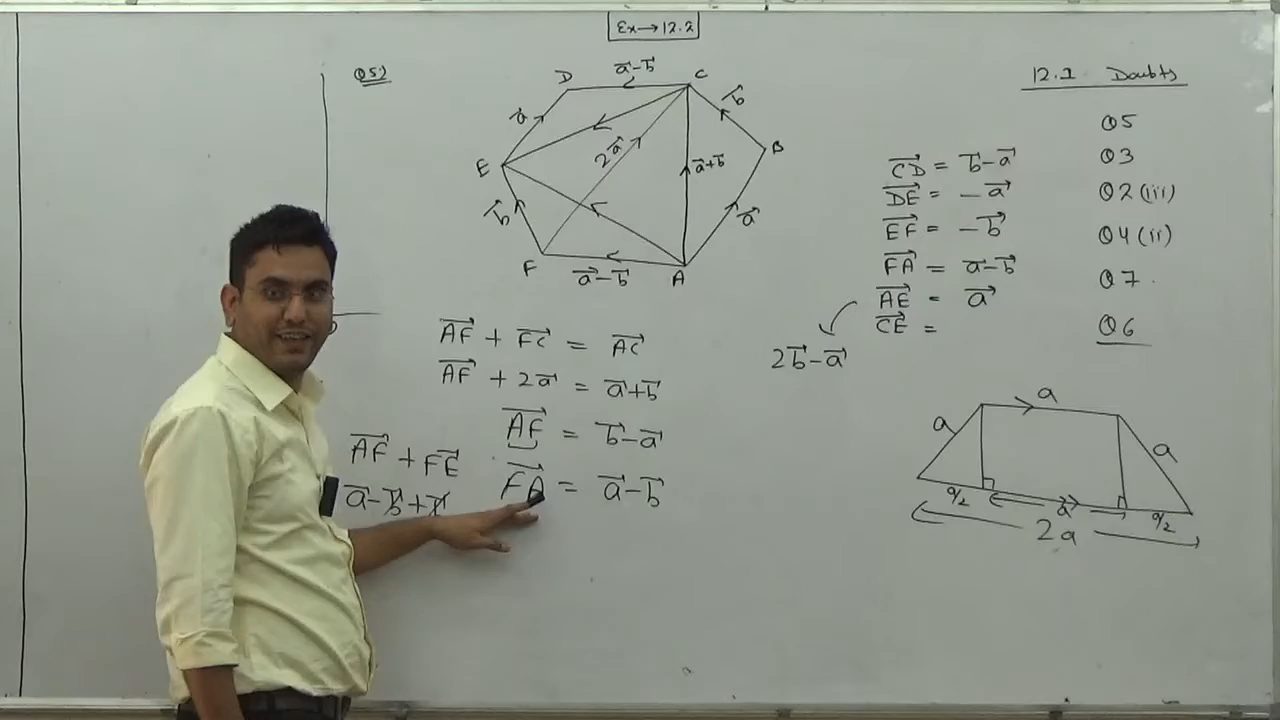 Ex→12.2
Q5)
D
a⃗-b⃗
C
b⃗
a⃗
2a⃗
B
E
a⃗+b⃗
b⃗
a⃗
F
a⃗-b⃗
A
12.1 Doubts
Q5
Q3
Q2(iii)
Q4(ii)
Q7.
Q6
CD⃗ = b⃗-a⃗
DE⃗ = -a⃗
EF⃗ = -b⃗
FA⃗ = a⃗-b⃗
AE⃗ = a⃗
CE⃗ =
2b⃗-a⃗
AF⃗ + FC⃗ = AC⃗
AF⃗ + 2a⃗ = a⃗+b⃗
AF⃗ = b⃗-a⃗
FA⃗ = a⃗-b⃗
AF⃗ + FE⃗
a⃗-b⃗+b⃗
a
a
a
a/2
a
a/2
2a